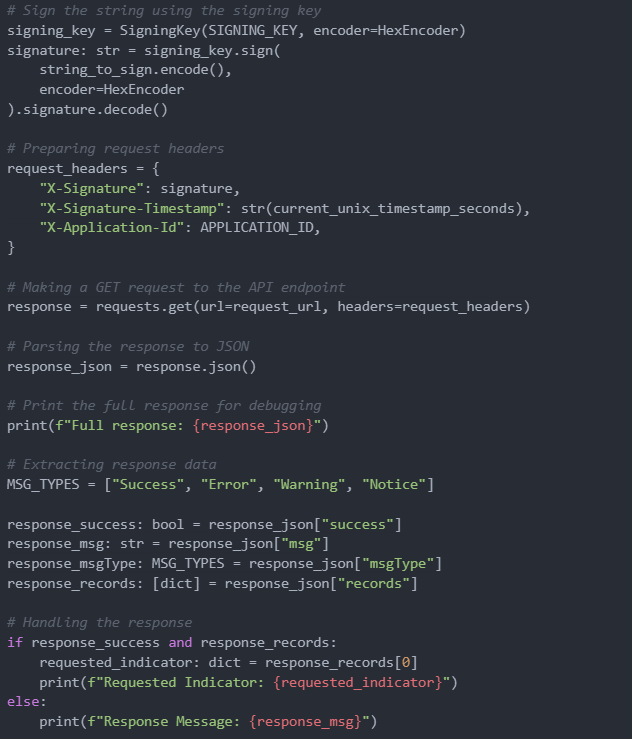 # Sign the string using the signing key
signing_key = SigningKey(SIGNING_KEY, encoder=HexEncoder)
signature: str = signing_key.sign(
    string_to_sign.encode(),
    encoder=HexEncoder
).signature.decode()

# Preparing request headers
request_headers = {
    "X-Signature": signature,
    "X-Signature-Timestamp": str(current_unix_timestamp_seconds),
    "X-Application-Id": APPLICATION_ID,
}

# Making a GET request to the API endpoint
response = requests.get(url=request_url, headers=request_headers)

# Parsing the response to JSON
response_json = response.json()

# Print the full response for debugging
print(f"Full response: {response_json}")

# Extracting response data
MSG_TYPES = ["Success", "Error", "Warning", "Notice"]

response_success: bool = response_json["success"]
response_msg: str = response_json["msg"]
response_msgType: MSG_TYPES = response_json["msgType"]
response_records: [dict] = response_json["records"]

# Handling the response
if response_success and response_records:
    requested_indicator: dict = response_records[0]
    print(f"Requested Indicator: {requested_indicator}")
else:
    print(f"Response Message: {response_msg}")